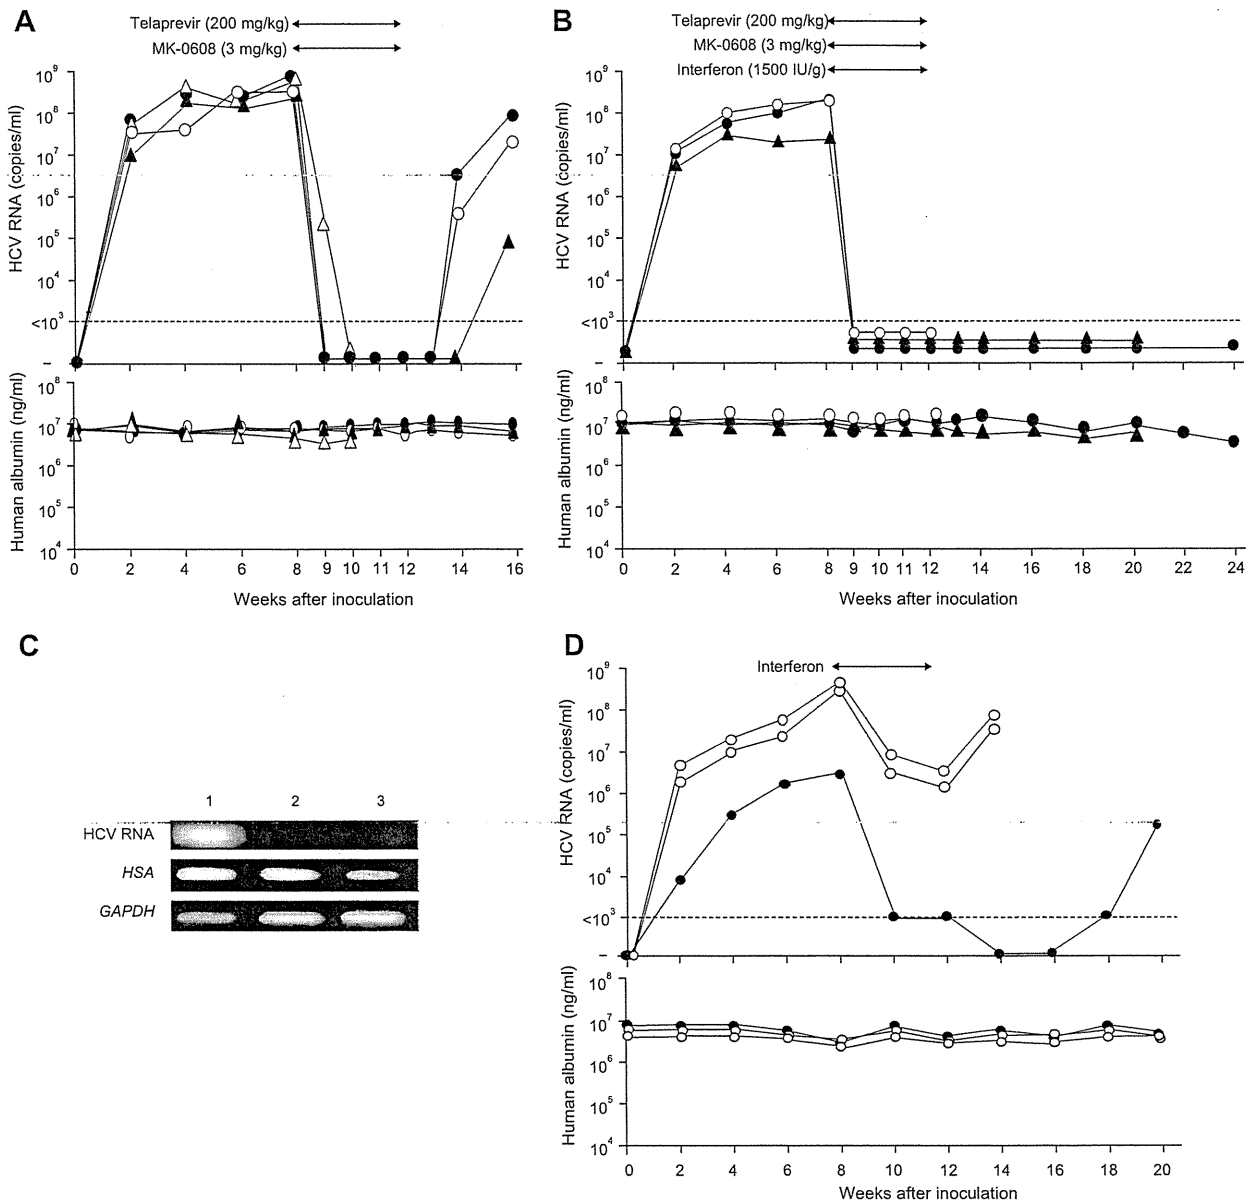 A
Telaprevir (200 mg/kg)
MK-0608 (3 mg/kg)
HCV RNA (copies/ml)
10⁹
10⁸
10⁷
10⁶
10⁵
10⁴
<10³
–
Human albumin (ng/ml)
10⁸
10⁷
10⁶
10⁵
10⁴
0 2 4 6 8 9 10 11 12 14 16
Weeks after inoculation
B
Telaprevir (200 mg/kg)
MK-0608 (3 mg/kg)
Interferon (1500 IU/g)
HCV RNA (copies/ml)
10⁹
10⁸
10⁷
10⁶
10⁵
10⁴
<10³
–
Human albumin (ng/ml)
10⁸
10⁷
10⁶
10⁵
10⁴
0 2 4 6 8 9 10 11 12 14 16 18 20 22 24
Weeks after inoculation
C
1 2 3
HCV RNA
HSA
GAPDH
D
Interferon
HCV RNA (copies/ml)
10⁹
10⁸
10⁷
10⁶
10⁵
10⁴
<10³
–
Human albumin (ng/ml)
10⁸
10⁷
10⁶
10⁵
10⁴
0 2 4 6 8 10 12 14 16 18 20
Weeks after inoculation